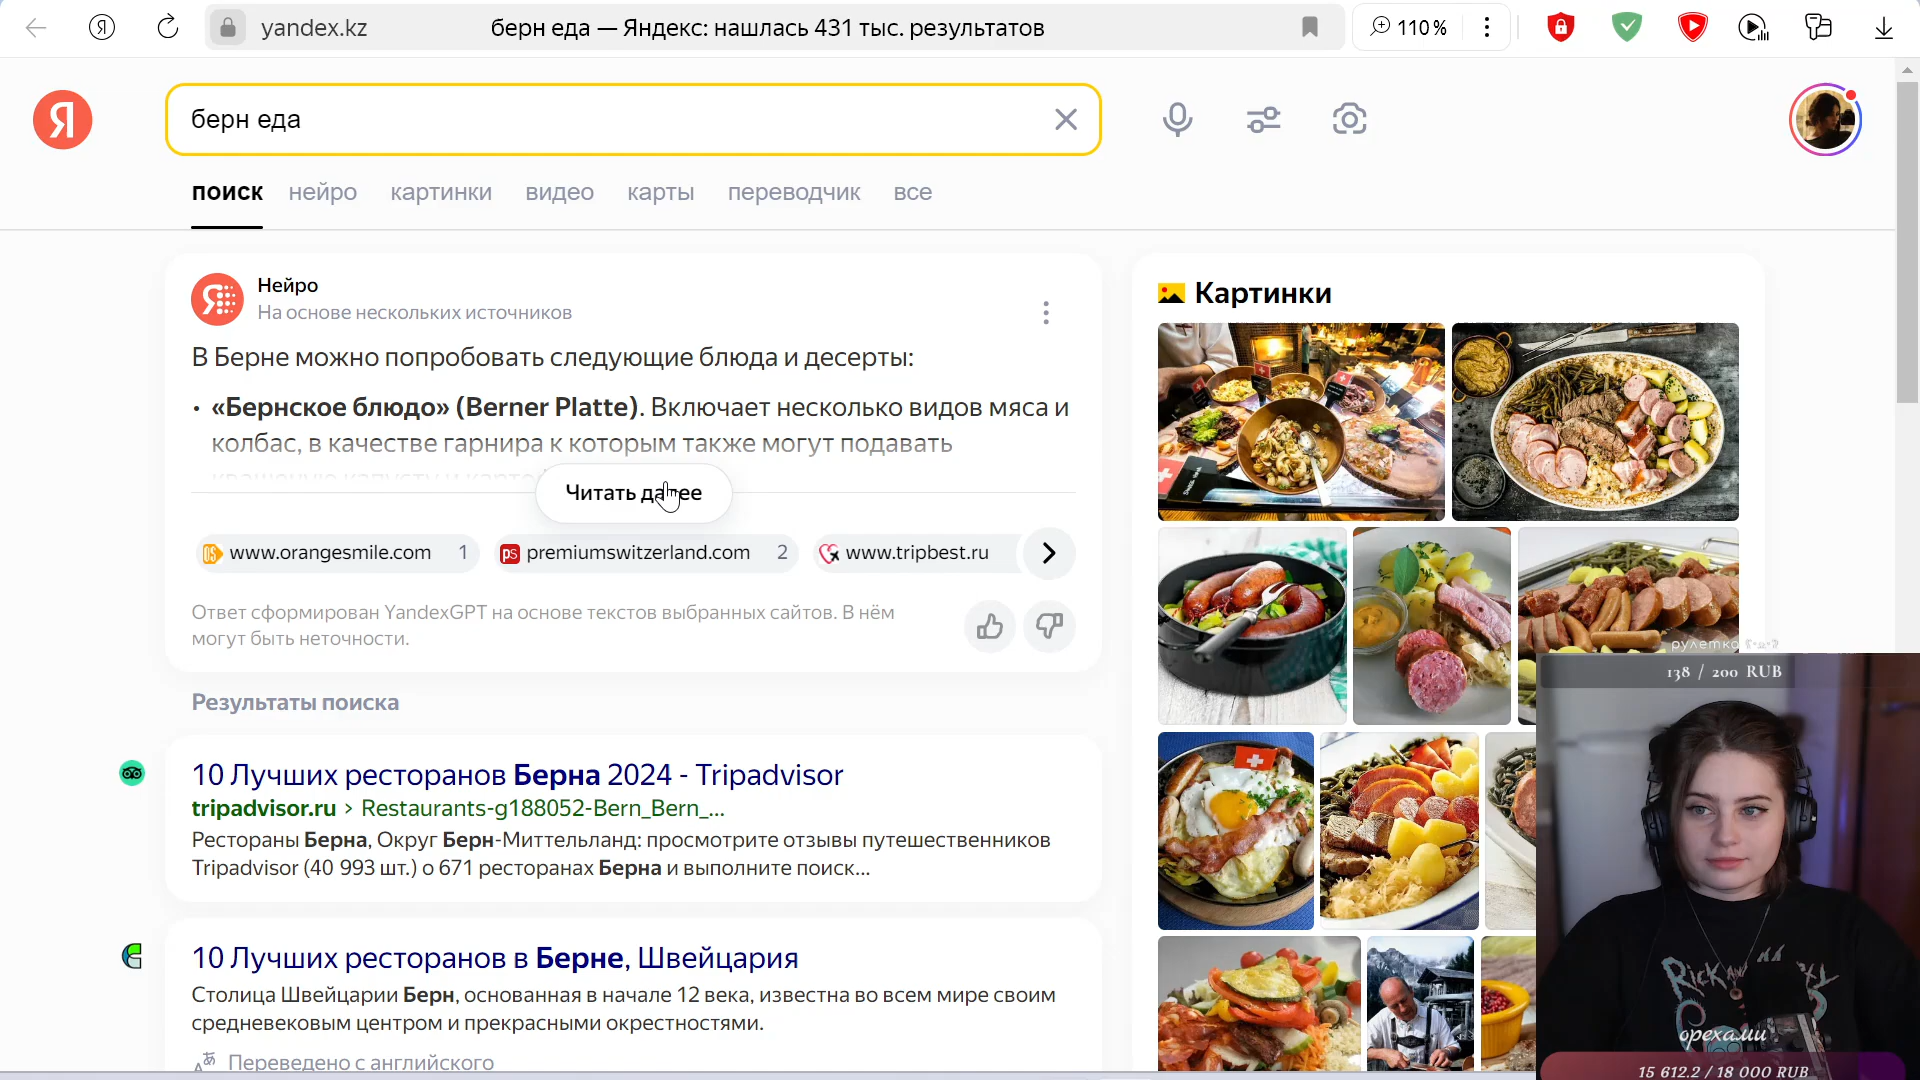 yandex.kz
берн еда — Яндекс: нашлась 431 тыс. результатов
110 %
Я
берн еда
поиск нейро картинки видео карты переводчик все
Нейро
На основе нескольких источников
В Берне можно попробовать следующие блюда и десерты:
• «Бернское блюдо» (Berner Platte). Включает несколько видов мяса и
колбас, в качестве гарнира к которым также могут подавать
Читать далее
www.orangesmile.com 1
premiumswitzerland.com 2
www.tripbest.ru
Ответ сформирован YandexGPT на основе текстов выбранных сайтов. В нём
могут быть неточности.
Результаты поиска
10 Лучших ресторанов Берна 2024 - Tripadvisor
tripadvisor.ru › Restaurants-g188052-Bern_Bern_...
Рестораны Берна, Округ Берн-Миттельланд: просмотрите отзывы путешественников
Tripadvisor (40 993 шт.) о 671 ресторанах Берна и выполните поиск...
10 Лучших ресторанов в Берне, Швейцария
Столица Швейцарии Берн, основанная в начале 12 века, известна во всем мире своим
средневековым центром и прекрасными окрестностями.
Переведено с английского
Картинки
138 / 200 RUB
орехами
15 612.2 / 18 000 RUB